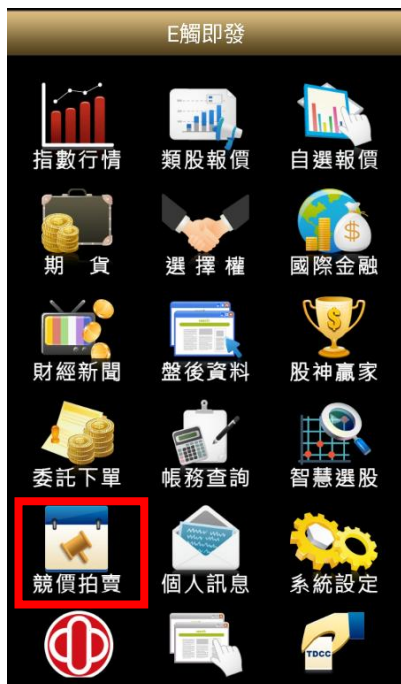 E觸即發
指數行情 類股報價 自選報價
期 貨 選擇權 國際金融
財經新聞 盤後資料 股神贏家
委託下單 帳務查詢 智慧選股
競價拍賣 個人訊息 系統設定
TDCC